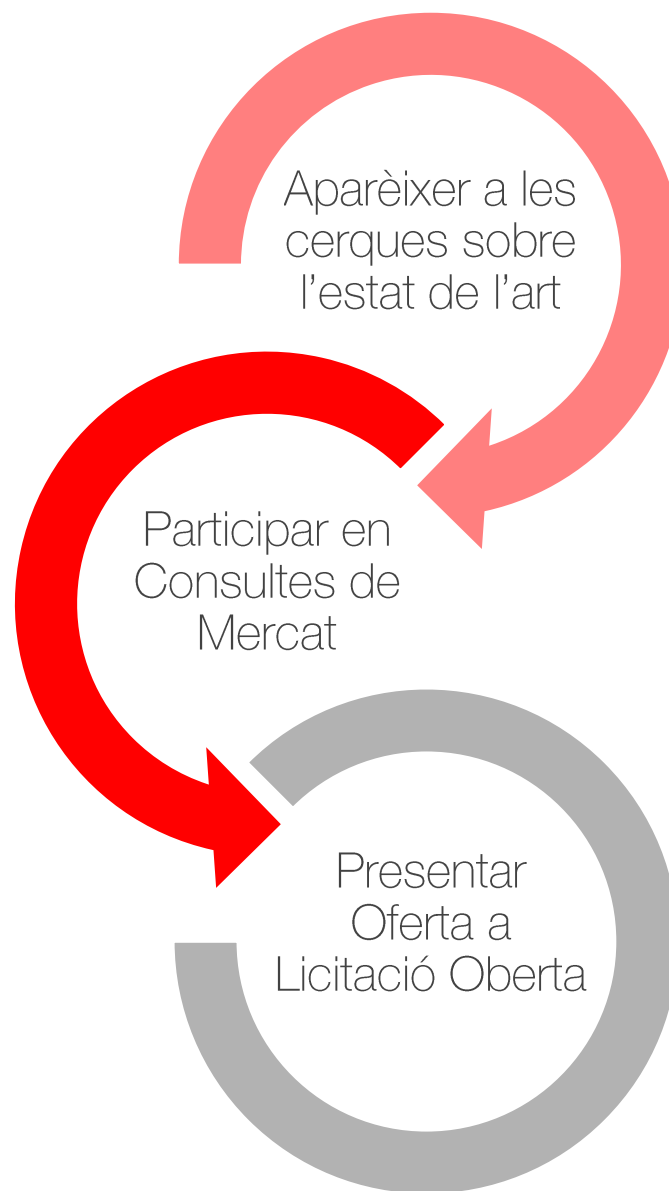 Aparèixer a les
cerques sobre
l’estat de l’art
Participar en
Consultes de
Mercat
Presentar
Oferta a
Licitació Oberta